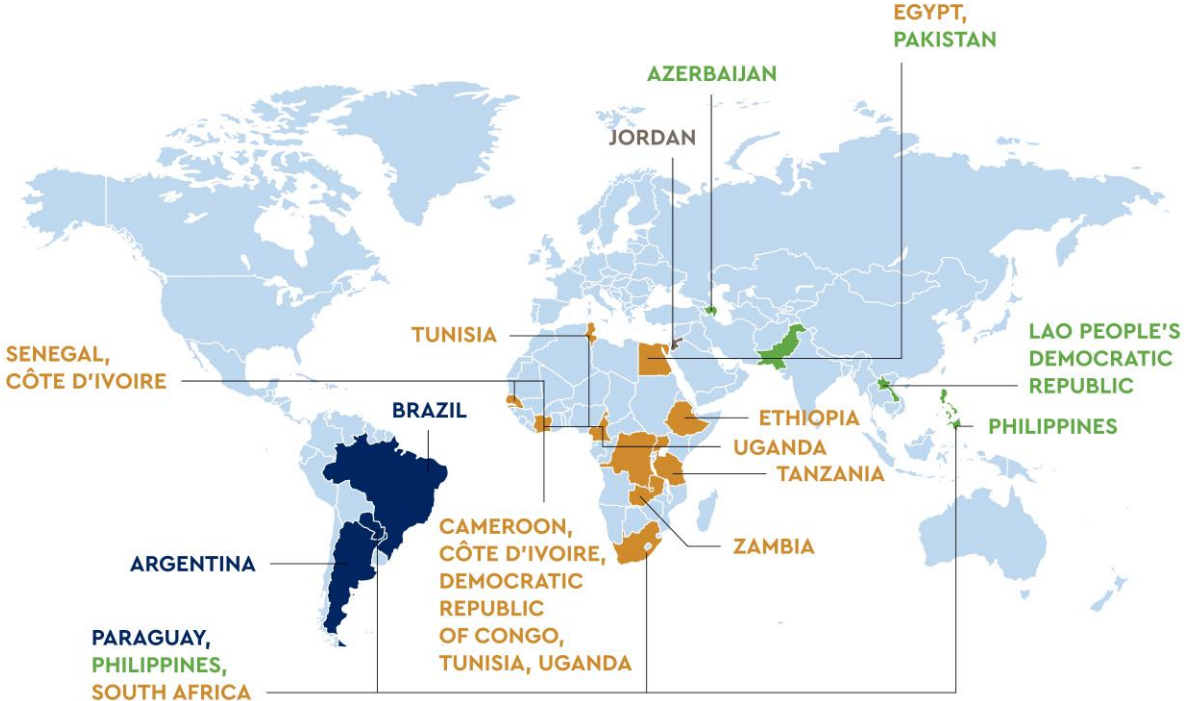 EGYPT,
PAKISTAN
AZERBAIJAN
JORDAN
TUNISIA
LAO PEOPLE'S
DEMOCRATIC
REPUBLIC
SENEGAL,
CÔTE D'IVOIRE
BRAZIL
ETHIOPIA
PHILIPPINES
UGANDA
TANZANIA
CAMEROON,
CÔTE D'IVOIRE,
DEMOCRATIC
REPUBLIC
OF CONGO,
TUNISIA, UGANDA
ZAMBIA
ARGENTINA
PARAGUAY,
PHILIPPINES,
SOUTH AFRICA